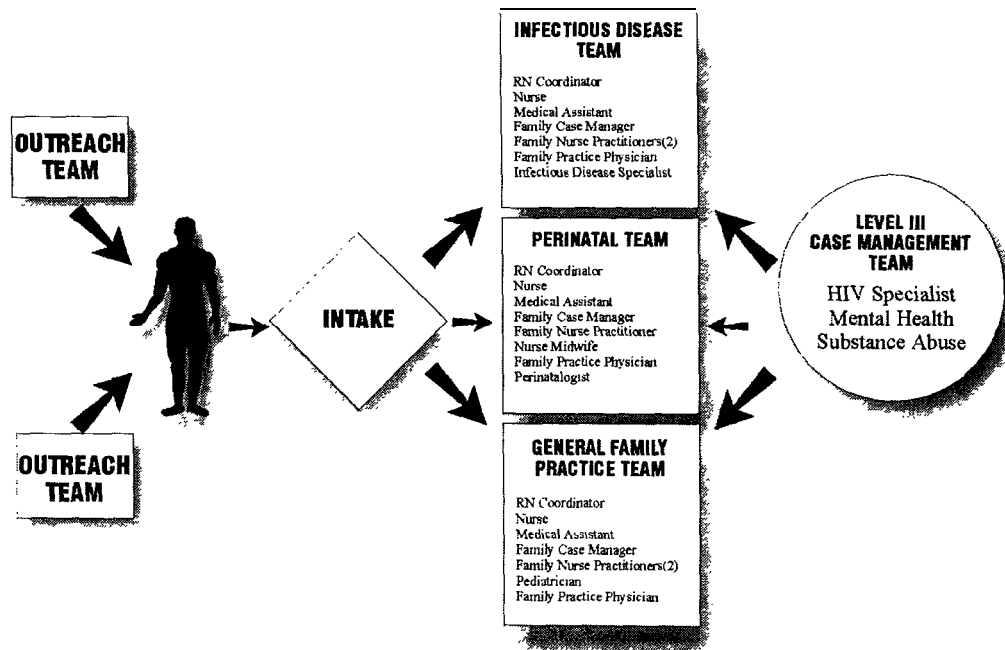 OUTREACH
TEAM
OUTREACH
TEAM
INTAKE
INFECTIOUS DISEASE
TEAM
RN Coordinator
Nurse
Medical Assistant
Family Case Manager
Family Nurse Practitioners(2)
Family Practice Physician
Infectious Disease Specialist
PERINATAL TEAM
RN Coordinator
Nurse
Medical Assistant
Family Case Manager
Family Nurse Practitioner
Nurse Midwife
Family Practice Physician
Perinatalogist
GENERAL FAMILY
PRACTICE TEAM
RN Coordinator
Nurse
Medical Assistant
Family Case Manager
Family Nurse Practitioners(2)
Pediatrician
Family Practice Physician
LEVEL III
CASE MANAGEMENT
TEAM
HIV Specialist
Mental Health
Substance Abuse